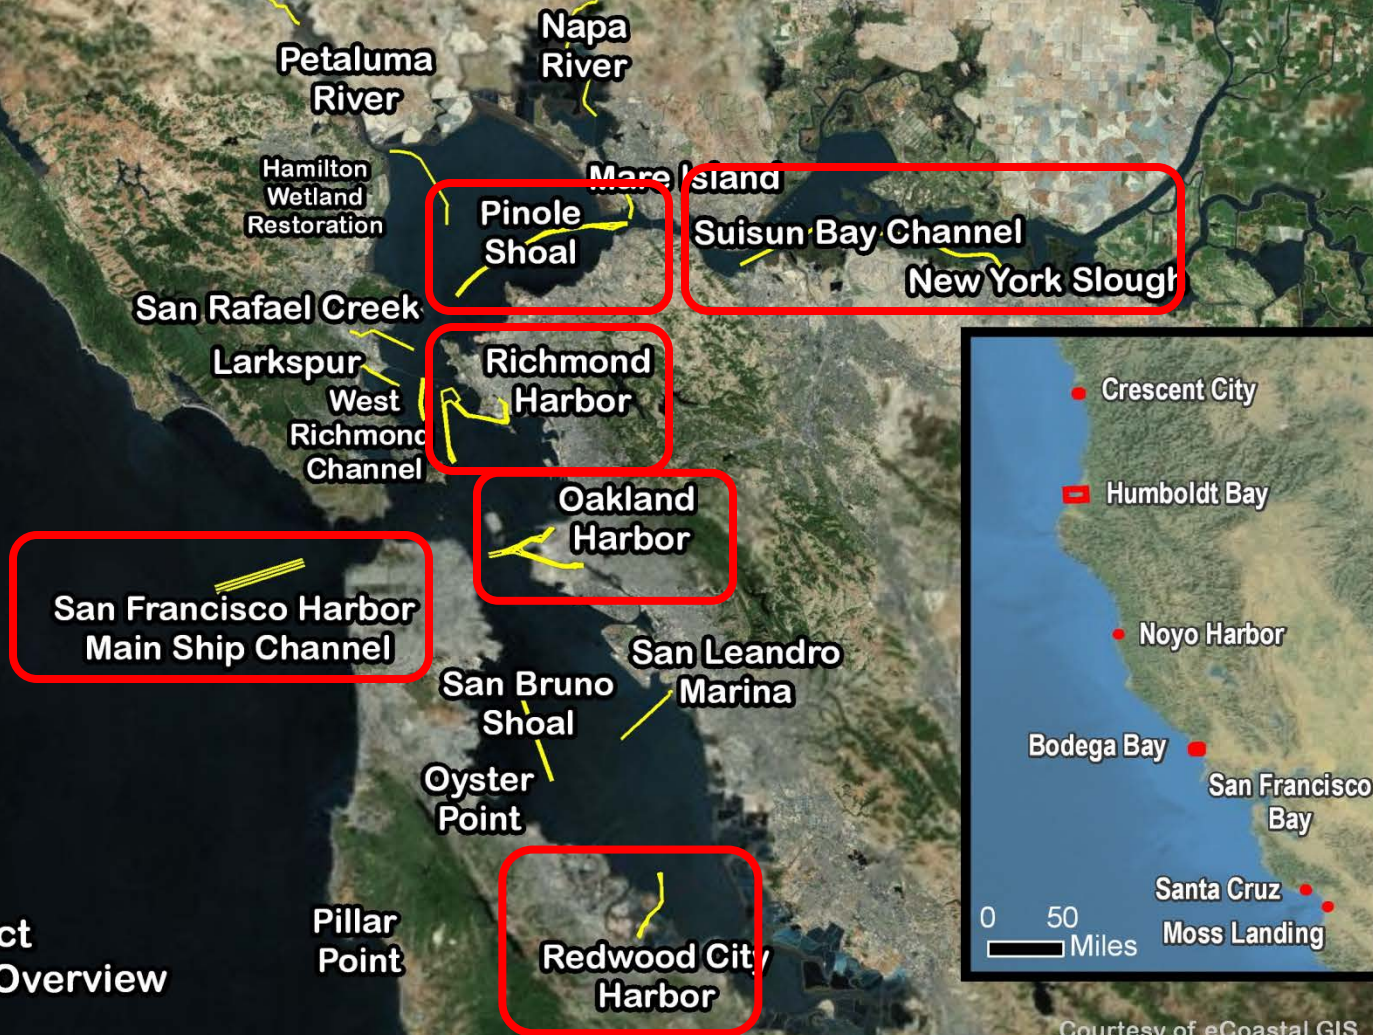 Napa
River
Petaluma
River
Hamilton
Wetland
Restoration
Mare Island
Pinole
Shoal
Suisun Bay Channel
New York Slough
San Rafael Creek
Larkspur
West
Richmond
Channel
Richmond
Harbor
Oakland
Harbor
San Francisco Harbor
Main Ship Channel
San Leandro
Marina
San Bruno
Shoal
Oyster
Point
Pillar
Point
Redwood City
Harbor
ct
Overview
Crescent City
Humboldt Bay
Noyo Harbor
Bodega Bay
San Francisco
Bay
Santa Cruz
Moss Landing
0 50
Miles
Courtesy of eCoastal GIS